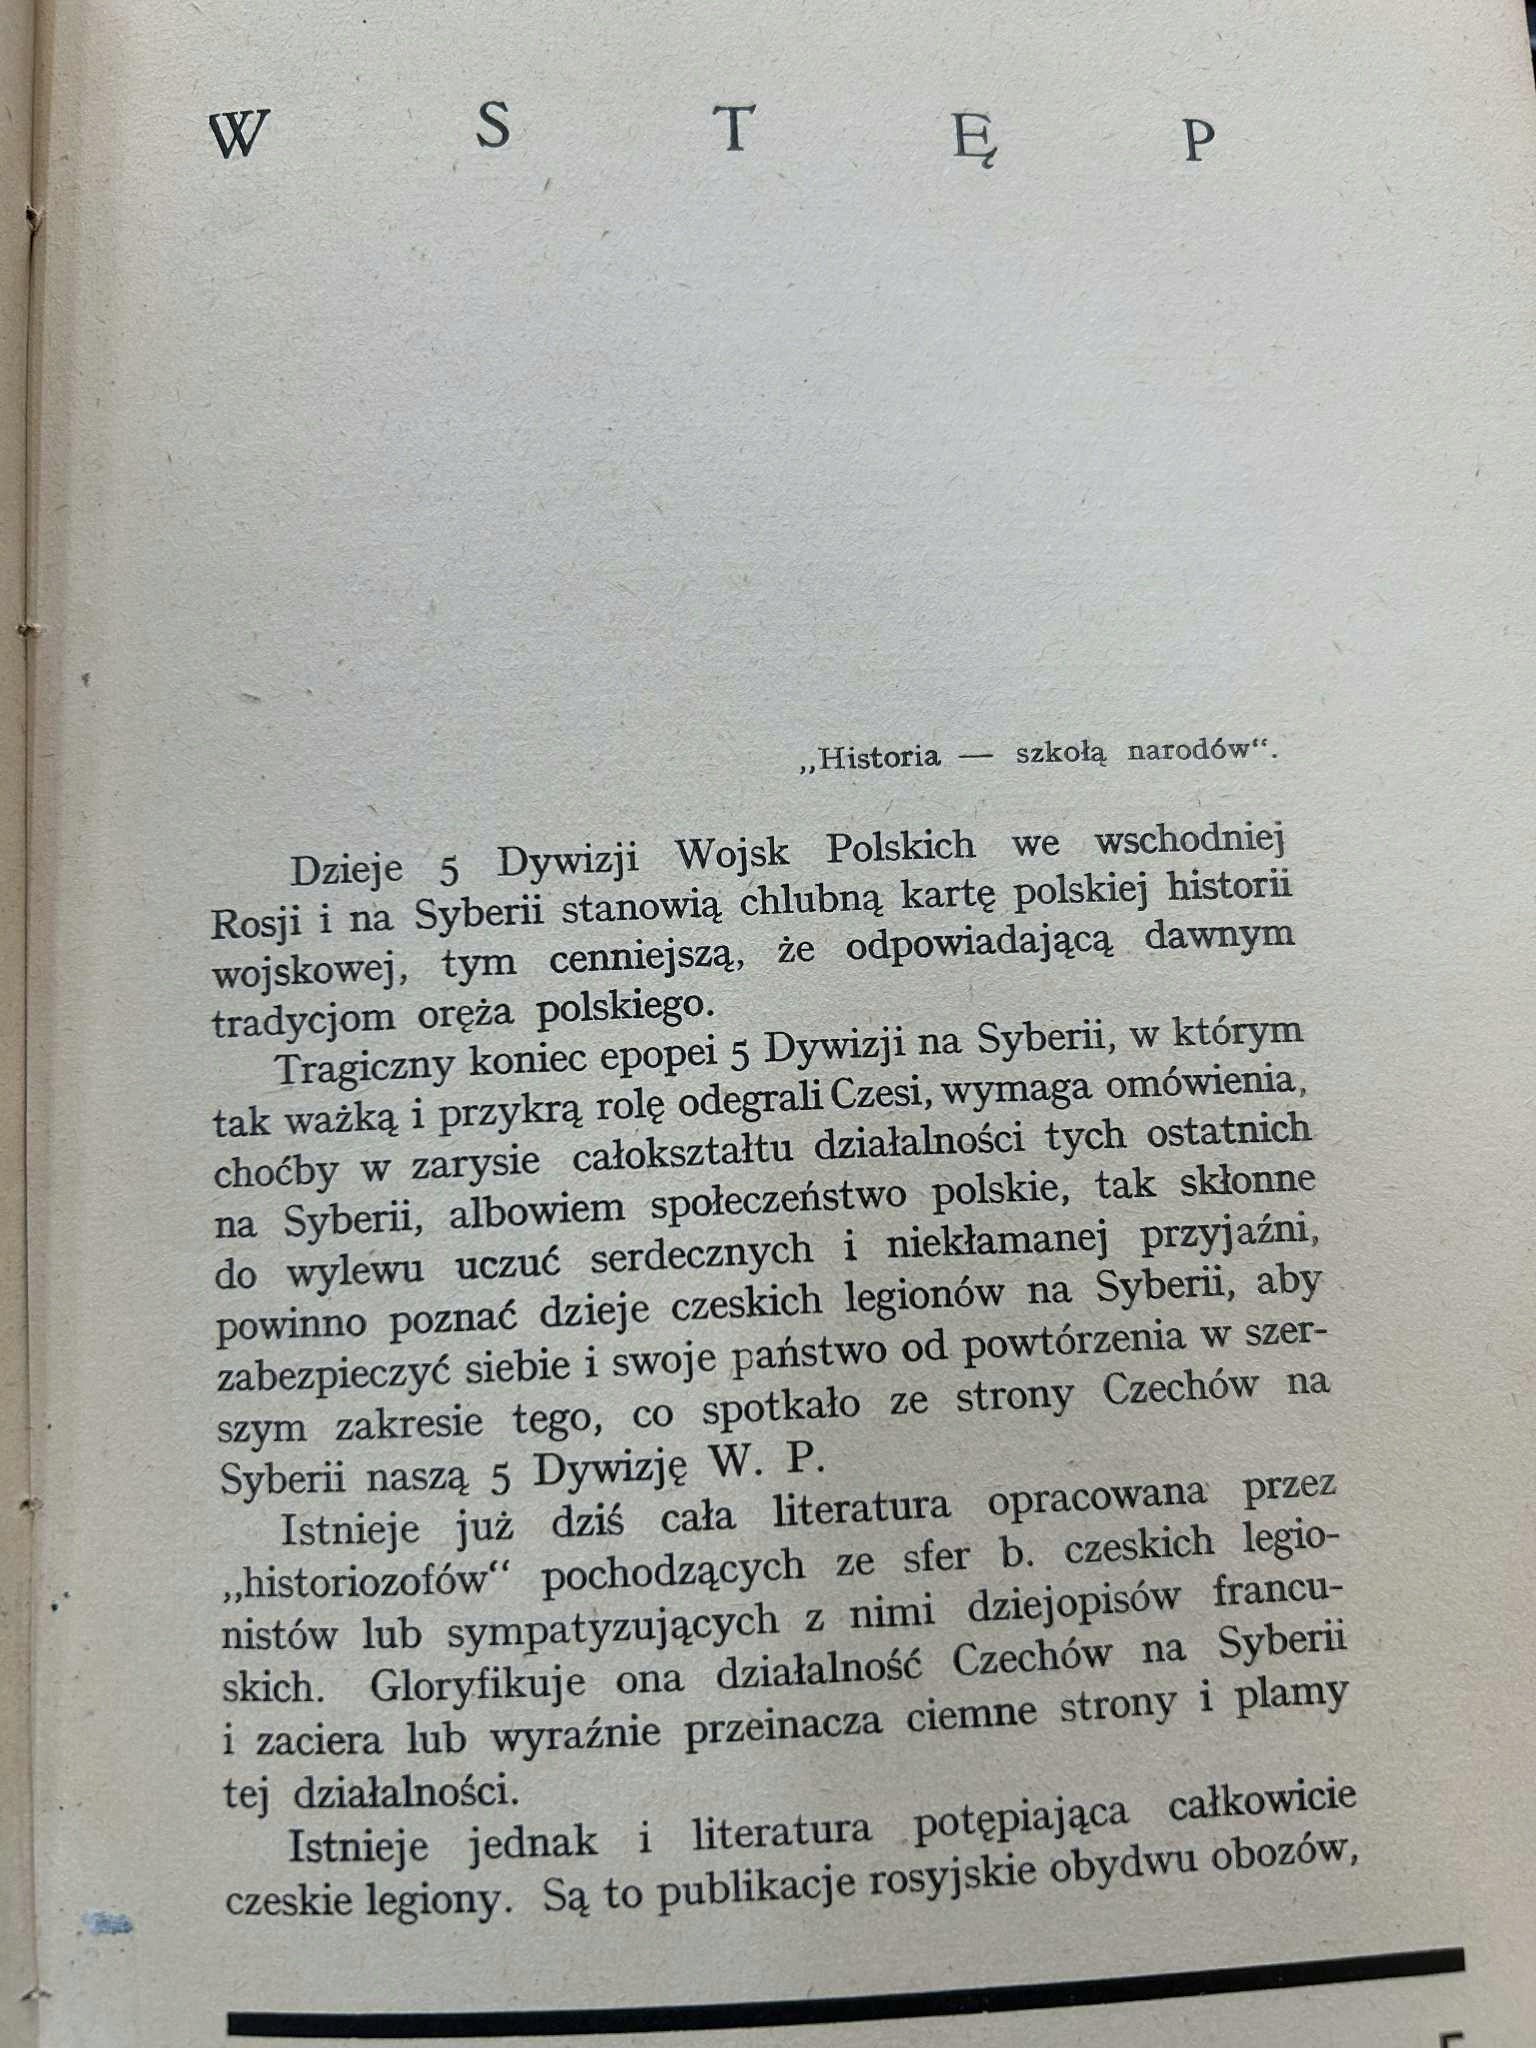 W S T Ę P
„Historia — szkołą narodów“.
Dzieje 5 Dywizji Wojsk Polskich we wschodniej
Rosji i na Syberii stanowią chlubną kartę polskiej historii
wojskowej, tym cenniejszą, że odpowiadającą dawnym
tradycjom oręża polskiego.
Tragiczny koniec epopei 5 Dywizji na Syberii, w którym
tak ważką i przykrą rolę odegrali Czesi, wymaga omówienia,
choćby w zarysie całokształtu działalności tych ostatnich
na Syberii, albowiem społeczeństwo polskie, tak skłonne
do wylewu uczuć serdecznych i niekłamanej przyjaźni,
powinno poznać dzieje czeskich legionów na Syberii, aby
zabezpieczyć siebie i swoje państwo od powtórzenia w szer-
szym zakresie tego, co spotkało ze strony Czechów na
Syberii naszą 5 Dywizję W. P.
Istnieje już dziś cała literatura opracowana przez
„historiozofów“ pochodzących ze sfer b. czeskich legio-
nistów lub sympatyzujących z nimi dziejopisów francu-
skich. Gloryfikuje ona działalność Czechów na Syberii
i zaciera lub wyraźnie przeinacza ciemne strony i plamy
tej działalności.
Istnieje jednak i literatura potępiająca całkowicie
czeskie legiony. Są to publikacje rosyjskie obydwu obozów,